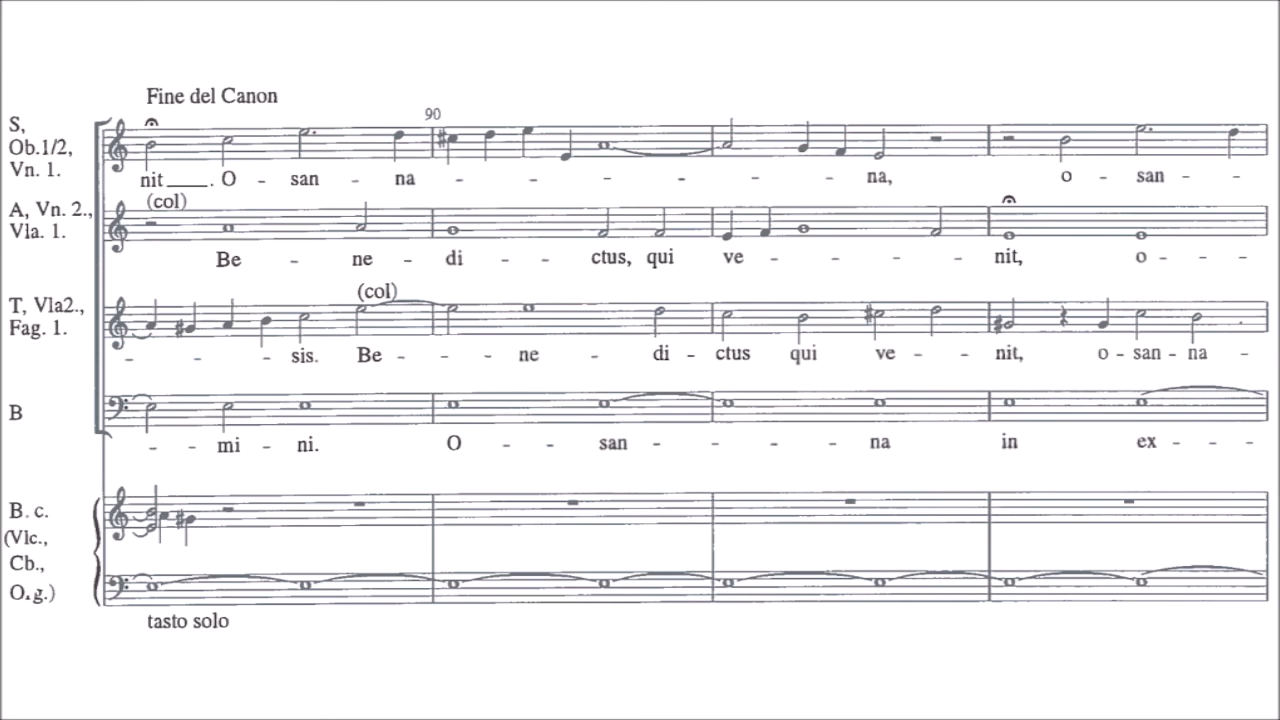 Fine del Canon
90
S,
Ob.1/2,
Vn. 1.
nit____. O - san - na - - - - - - na, o - san - -
(col)
A, Vn. 2.,
Vla. 1.
Be - ne - di - - ctus, qui ve - - - - nit, o - - -
(col)
T, Vla2.,
Fag. 1.
- - - sis. Be - - - ne - di - ctus qui ve - - nit, o - san - na -
B
- - mi - ni. O - - san - - - - na in ex - - -
B. c.
(Vlc.,
Cb.,
O.g.)
tasto solo